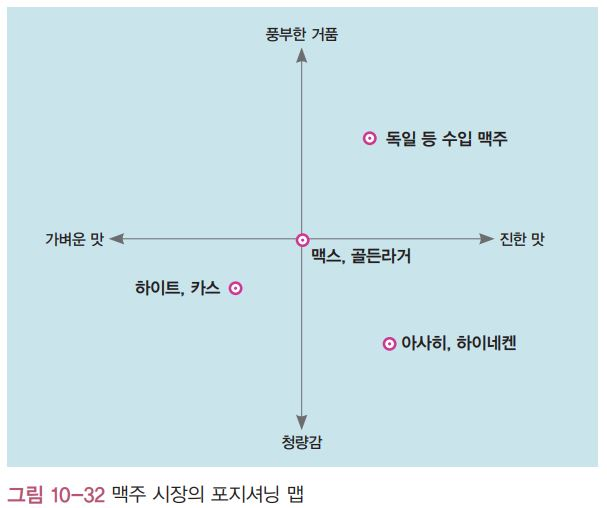 풍부한 거품
독일 등 수입 맥주
가벼운 맛
진한 맛
맥스, 골든라거
하이트, 카스
아사히, 하이네켄
청량감
그림 10-32 맥주 시장의 포지셔닝 맵